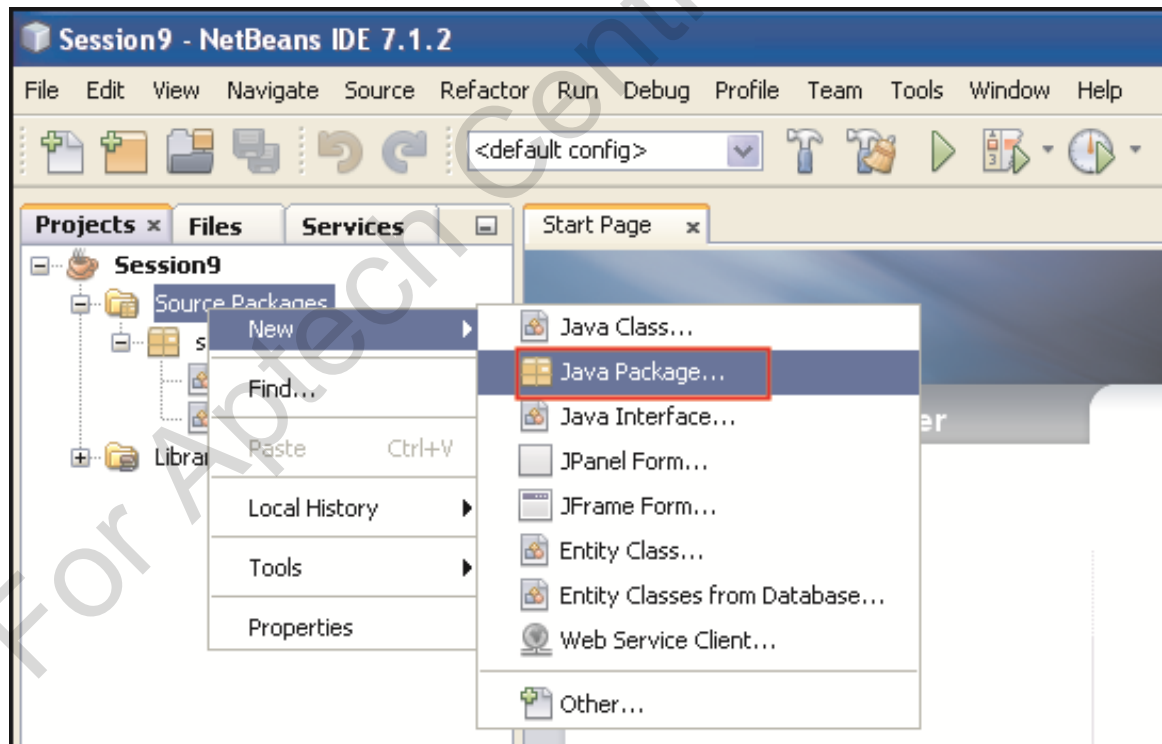 Session9 - NetBeans IDE 7.1.2
File Edit View Navigate Source Refactor Run Debug Profile Team Tools Window Help
<default config>
Projects Files Services Start Page
Session9
Source Packages
New
s
Find...
Paste Ctrl+V
Libra
Local History
Tools
Properties
Java Class...
Java Package...
Java Interface...
er
JPanel Form...
JFrame Form...
Entity Class...
Entity Classes from Database...
Web Service Client...
Other...
For Aptech Cent